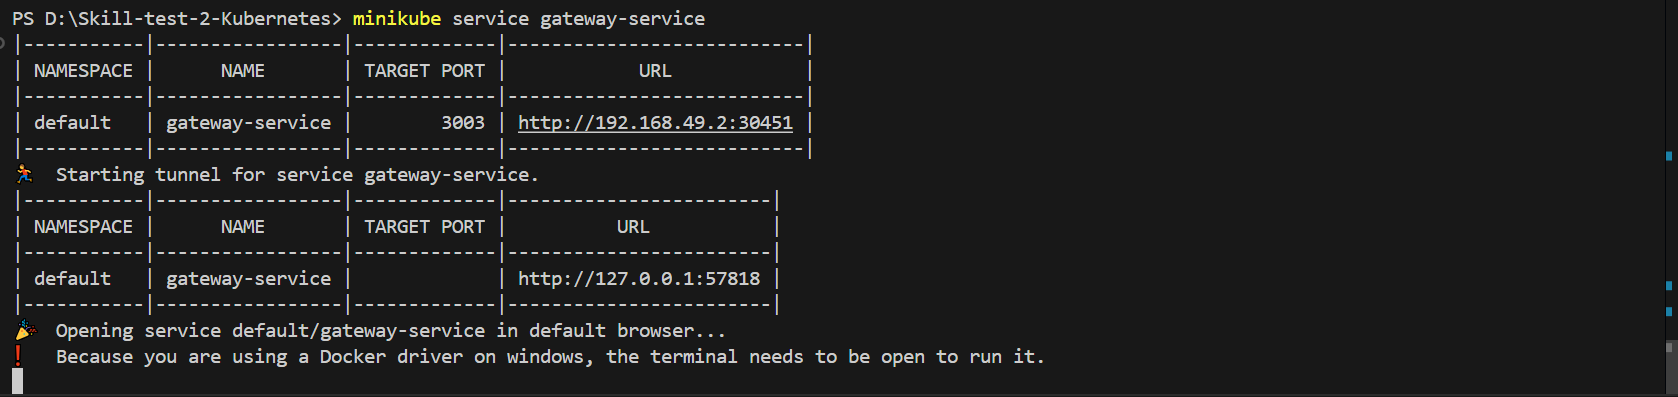 PS D:\Skill-test-2-Kubernetes> minikube service gateway-service
|-----------|-----------------|-------------|---------------------------|
| NAMESPACE |      NAME       | TARGET PORT |            URL            |
|-----------|-----------------|-------------|---------------------------|
| default   | gateway-service |        3003 | http://192.168.49.2:30451 |
|-----------|-----------------|-------------|---------------------------|
🏃  Starting tunnel for service gateway-service.
|-----------|-----------------|-------------|------------------------|
| NAMESPACE |      NAME       | TARGET PORT |          URL           |
|-----------|-----------------|-------------|------------------------|
| default   | gateway-service |             | http://127.0.0.1:57818 |
|-----------|-----------------|-------------|------------------------|
🎉  Opening service default/gateway-service in default browser...
❗  Because you are using a Docker driver on windows, the terminal needs to be open to run it.